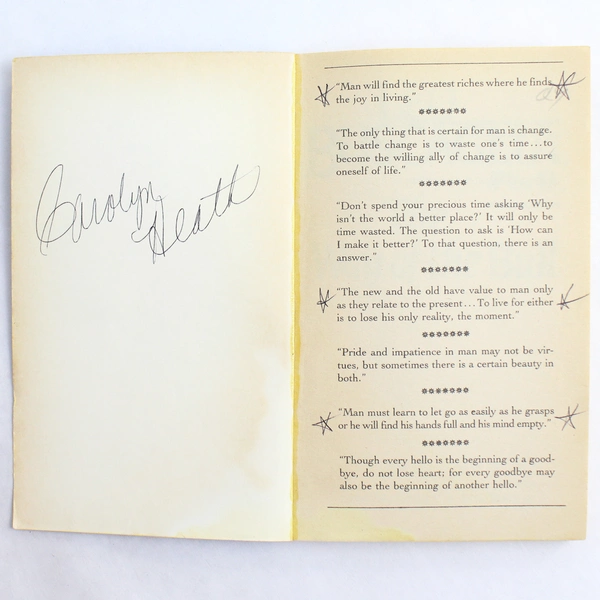 Carolyn
Heath
“Man will find the greatest riches where he finds
the joy in living.”
“The only thing that is certain for man is change.
To battle change is to waste one's time...to
become the willing ally of change is to assure
oneself of life.”
“Don't spend your precious time asking ‘Why
isn't the world a better place?’ It will only be
time wasted. The question to ask is ‘How can
I make it better?’ To that question, there is an
answer.”
“The new and the old have value to man only
as they relate to the present...To live for either
is to lose his only reality, the moment.”
“Pride and impatience in man may not be vir-
tues, but sometimes there is a certain beauty in
both.”
“Man must learn to let go as easily as he grasps
or he will find his hands full and his mind empty.”
“Though every hello is the beginning of a good-
bye, do not lose heart; for every goodbye may
also be the beginning of another hello.”